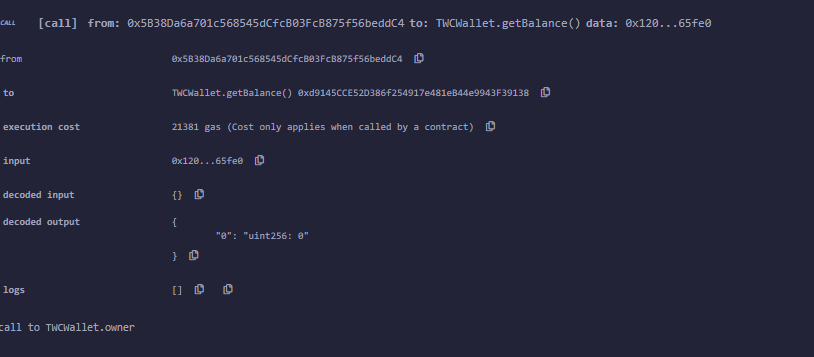 CALL [call] from: 0x5B38Da6a701c568545dCfcB03FcB875f56beddC4 to: TWCWallet.getBalance() data: 0x120...65fe0
from 0x5B38Da6a701c568545dCfcB03FcB875f56beddC4
to TWCWallet.getBalance() 0xd9145CCE52D386f254917e481eB44e9943F39138
execution cost 21381 gas (Cost only applies when called by a contract)
input 0x120...65fe0
decoded input {}
decoded output {
"0": "uint256: 0"
}
logs []
call to TWCWallet.owner